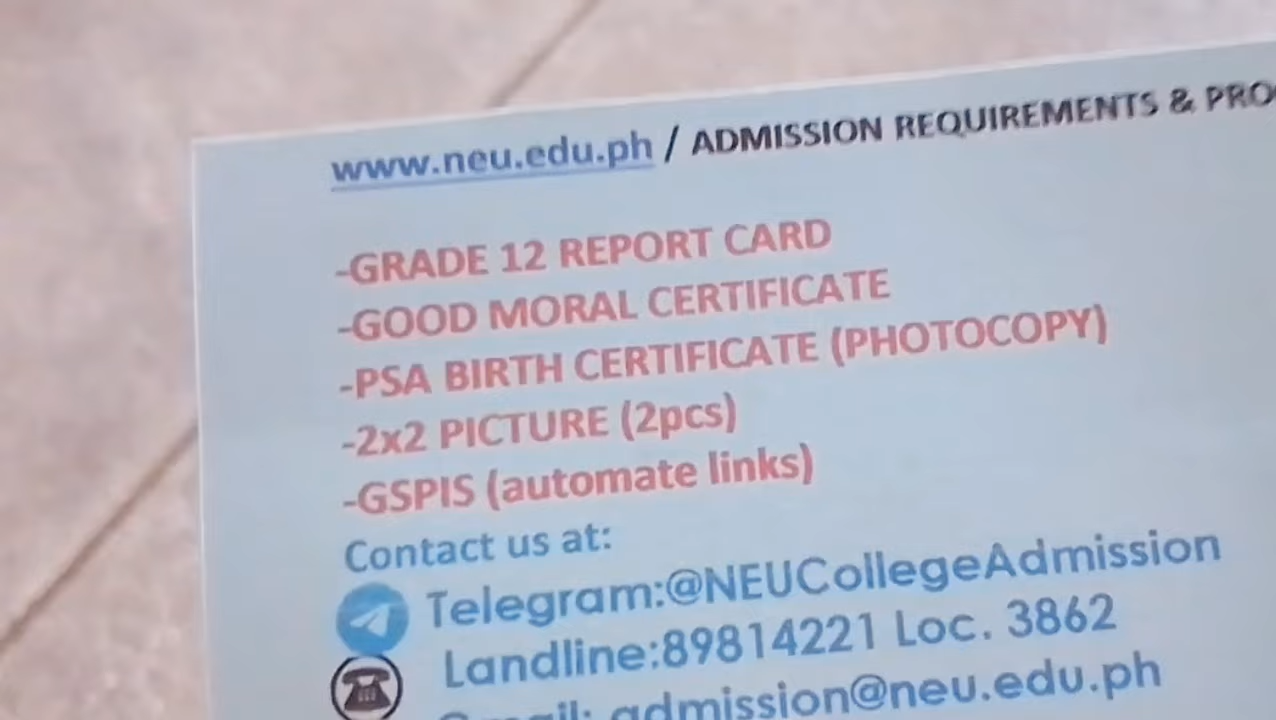 www.neu.edu.ph / ADMISSION REQUIREMENTS &
-GRADE 12 REPORT CARD
-GOOD MORAL CERTIFICATE
-PSA BIRTH CERTIFICATE (PHOTOCOPY)
-2x2 PICTURE (2pcs)
-GSPIS (automate links)
Contact us at:
Telegram:@NEUCollegeAdmission
Landline:89814221 Loc. 3862
admission@neu.edu.ph